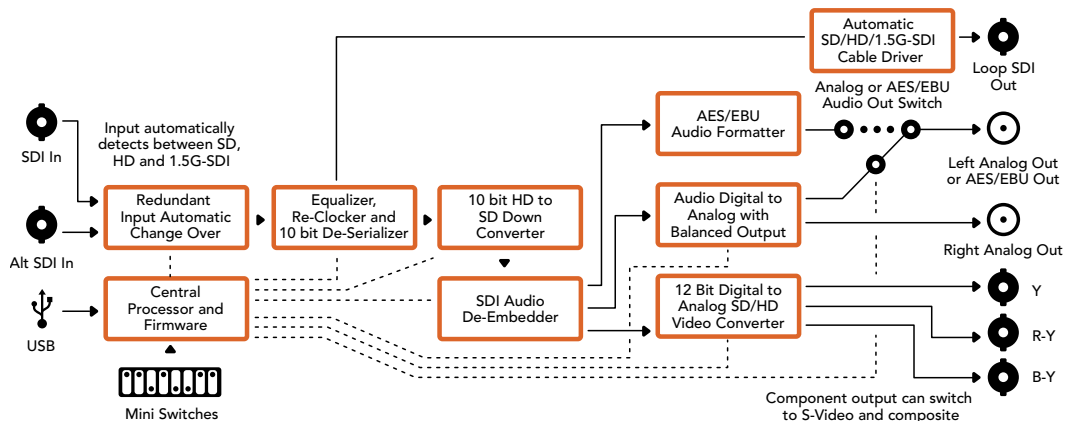 Automatic
SD/HD/1.5G-SDI
Cable Driver
Loop SDI
Out
Analog or AES/EBU
Audio Out Switch
SDI In
Input automatically
detects between SD,
HD and 1.5G-SDI
AES/EBU
Audio Formatter
Left Analog Out
or AES/EBU Out
Alt SDI In
Redundant
Input Automatic
Change Over
Equalizer,
Re-Clocker and
10 bit De-Serializer
10 bit HD to
SD Down
Converter
Audio Digital to
Analog with
Balanced Output
Right Analog Out
USB
Central
Processor and
Firmware
SDI Audio
De-Embedder
12 Bit Digital to
Analog SD/HD
Video Converter
Y
R-Y
B-Y
Mini Switches
Component output can switch
to S-Video and composite